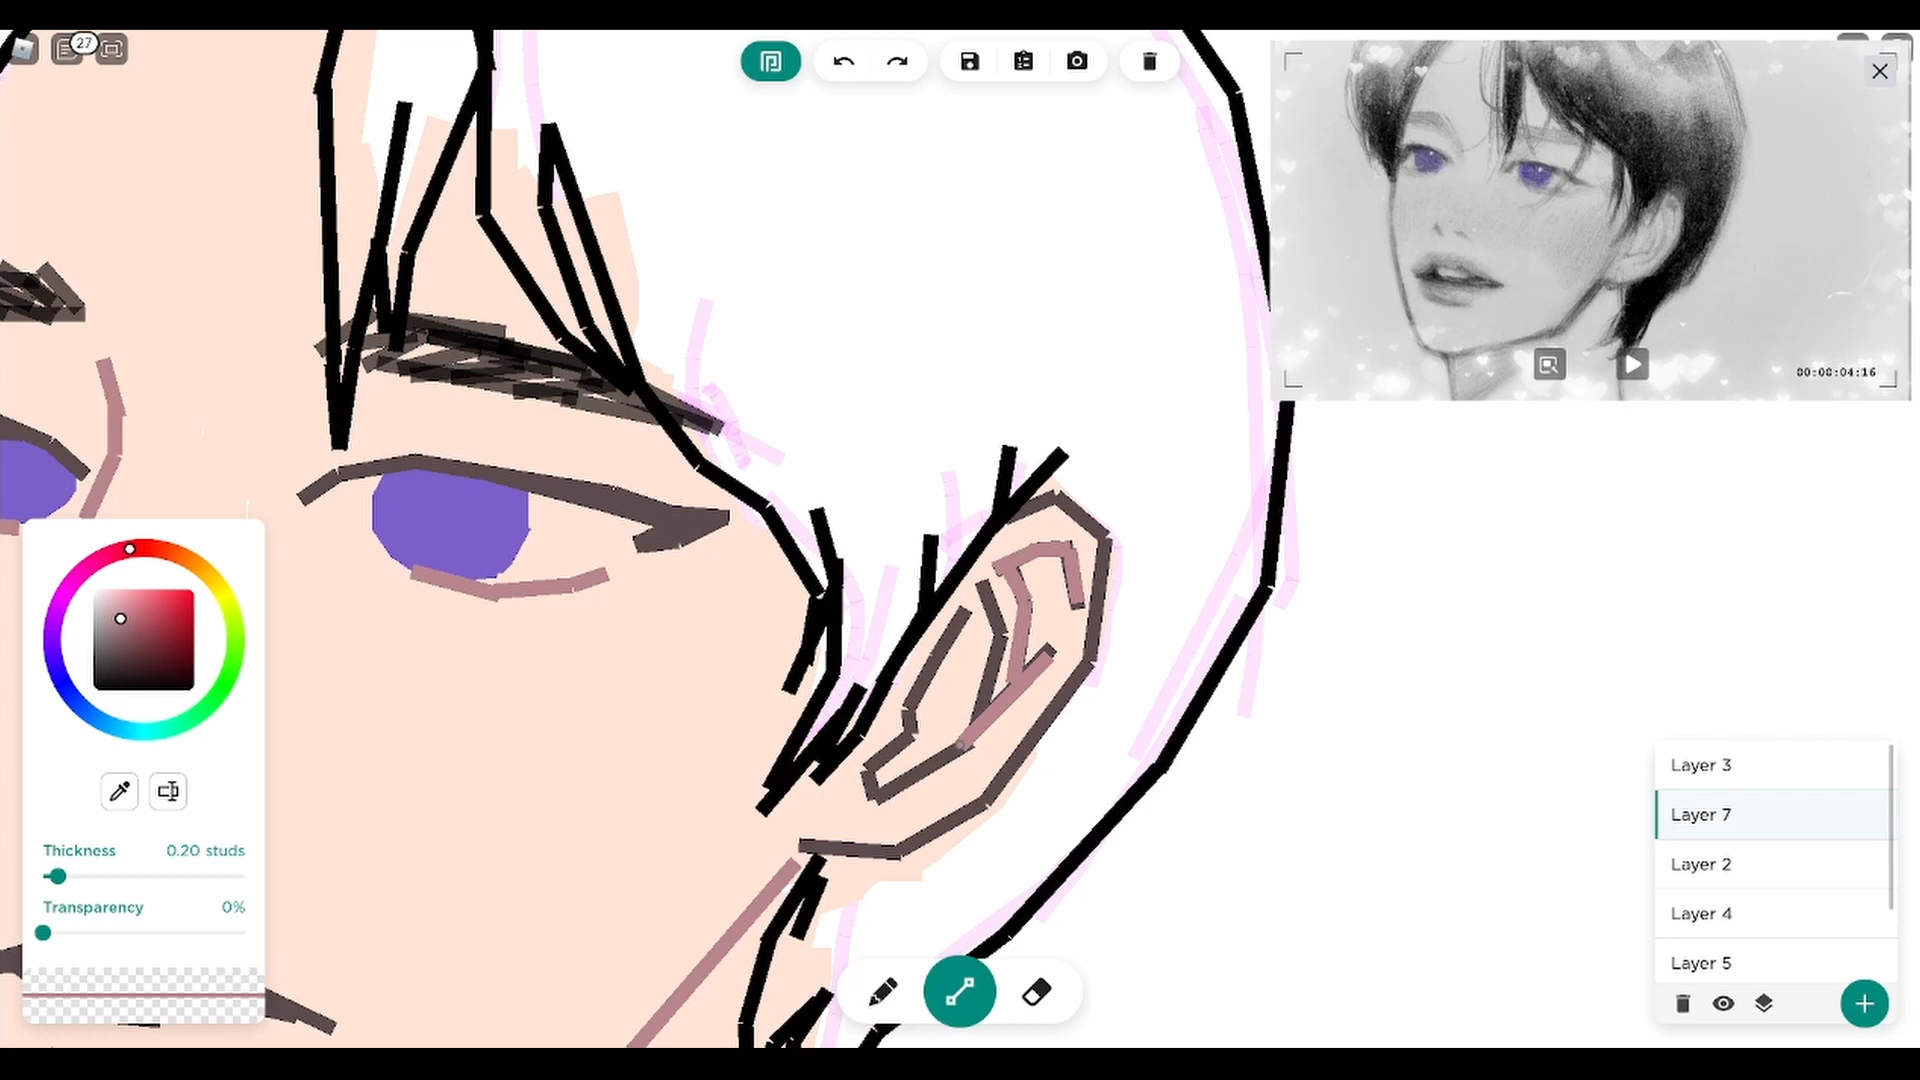 27
00:00:04:16
Thickness 0.20 studs
Transparency 0%
Layer 3
Layer 7
Layer 2
Layer 4
Layer 5